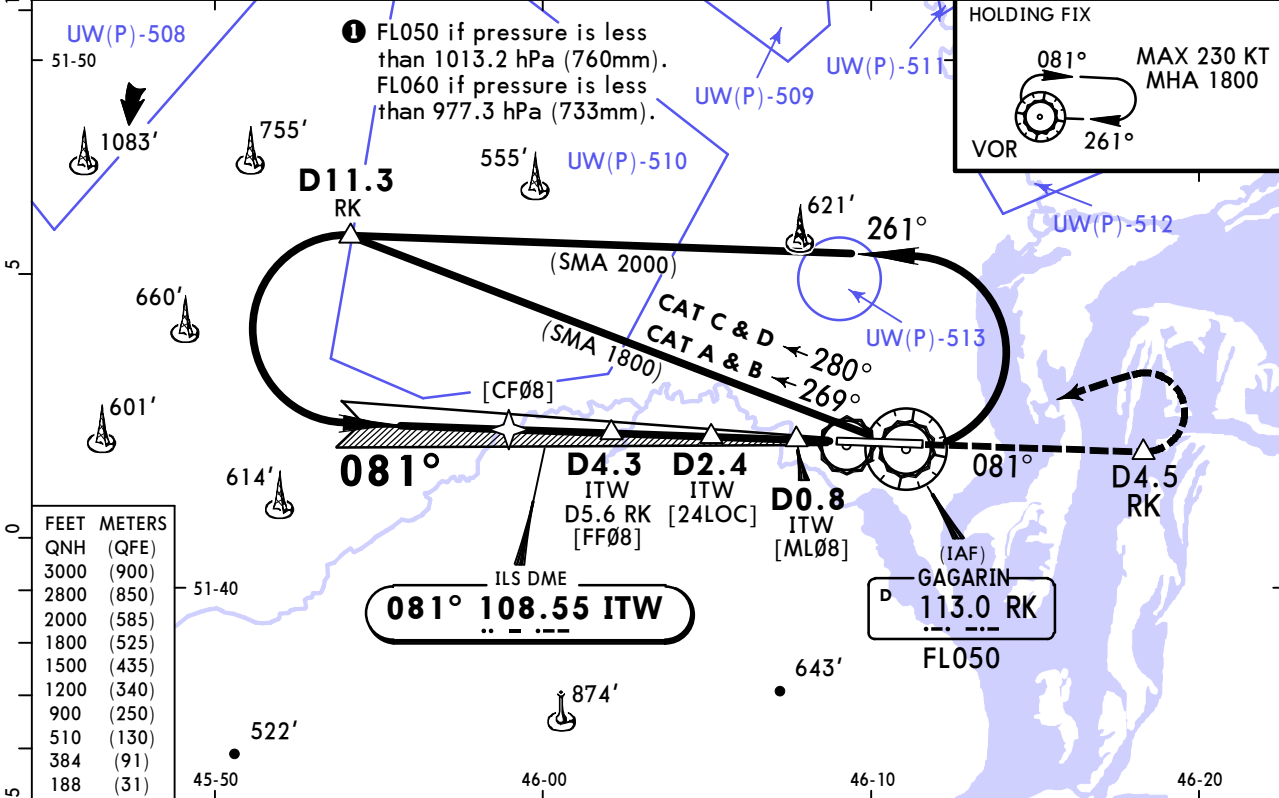 UW(P)-508
51-50
❶ FL050 if pressure is less
than 1013.2 hPa (760mm).
FL060 if pressure is less
than 977.3 hPa (733mm).
UW(P)-509
UW(P)-511
HOLDING FIX
081°
MAX 230 KT
MHA 1800
261°
VOR
1083'
755'
555'
UW(P)-510
D11.3
RK
621'
261°
UW(P)-512
5
(SMA 2000)
660'
CAT C & D ← 280°
CAT A & B ← 269°
UW(P)-513
(SMA 1800)
[CFØ8]
601'
081°
614'
D4.3
ITW
D5.6 RK
[FFØ8]
D2.4
ITW
[24LOC]
D0.8
ITW
[MLØ8]
081°
D4.5
RK
0
51-40
FEET METERS
QNH (QFE)
3000 (900)
2800 (850)
2000 (585)
1800 (525)
1500 (435)
1200 (340)
900 (250)
510 (130)
384 (91)
188 (31)
ILS DME
081° 108.55 ITW
(IAF)
GAGARIN
D 113.0 RK
FL050
643'
874'
522'
5
45-50
46-00
46-10
46-20